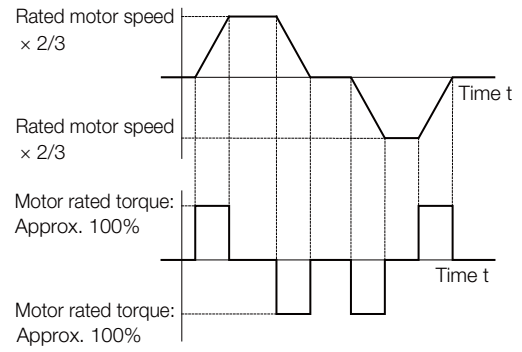 Rated motor speed
× 2/3
Time t
Rated motor speed
× 2/3
Motor rated torque:
Approx. 100%
Time t
Motor rated torque:
Approx. 100%